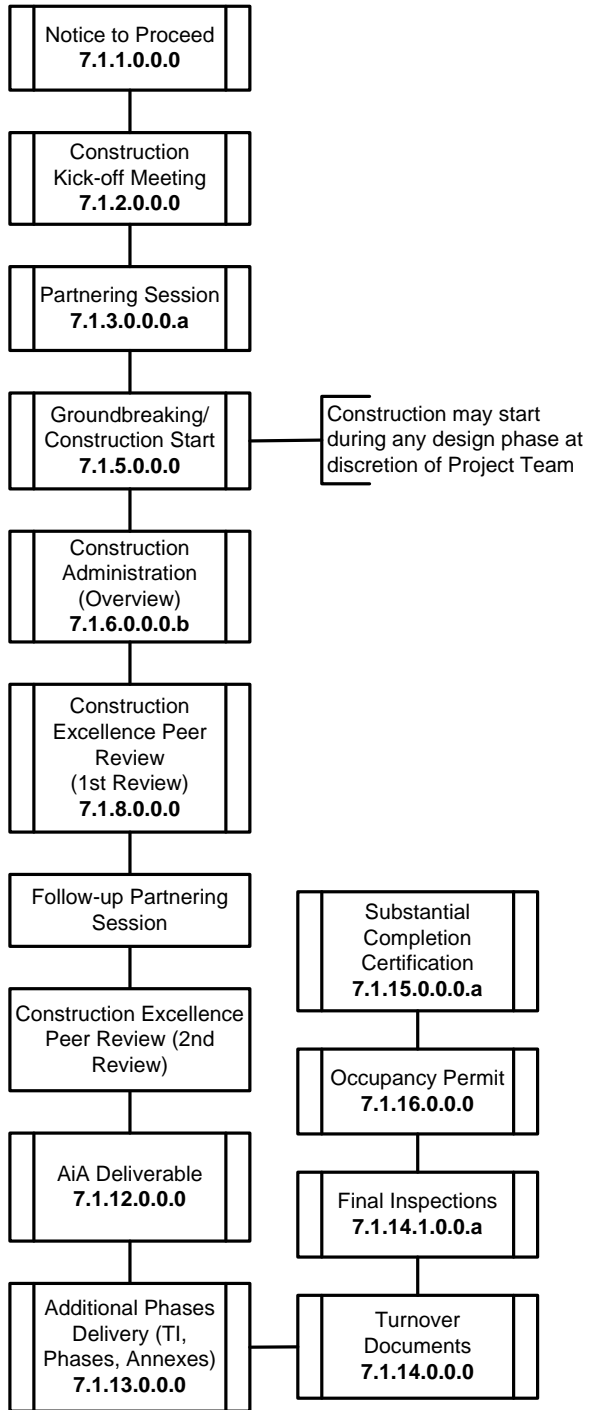 Notice to Proceed
7.1.1.0.0.0
Construction
Kick-off Meeting
7.1.2.0.0.0
Partnering Session
7.1.3.0.0.0.a
Groundbreaking/
Construction Start
7.1.5.0.0.0
Construction may start
during any design phase at
discretion of Project Team
Construction
Administration
(Overview)
7.1.6.0.0.0.b
Construction
Excellence Peer
Review
(1st Review)
7.1.8.0.0.0
Follow-up Partnering
Session
Construction Excellence
Peer Review (2nd
Review)
AiA Deliverable
7.1.12.0.0.0
Additional Phases
Delivery (TI,
Phases, Annexes)
7.1.13.0.0.0
Turnover
Documents
7.1.14.0.0.0
Final Inspections
7.1.14.1.0.0.a
Occupancy Permit
7.1.16.0.0.0
Substantial
Completion
Certification
7.1.15.0.0.0.a